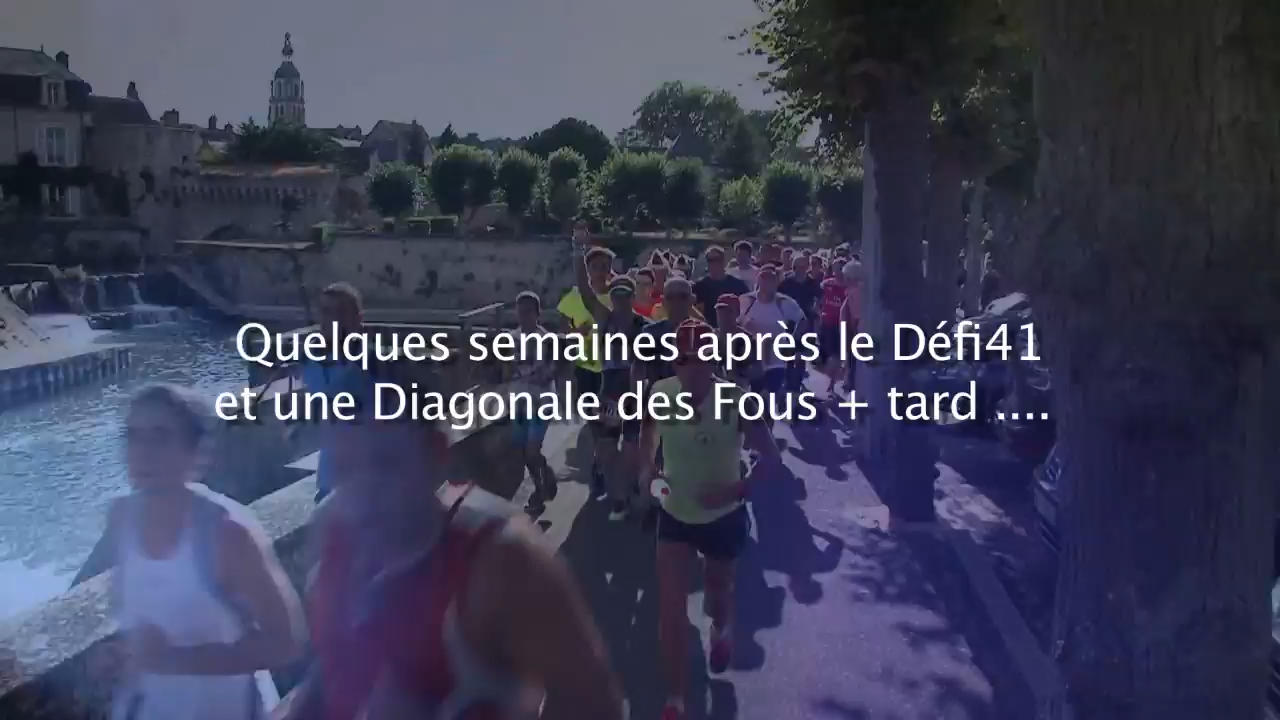 Quelques semaines après le Défi41
et une Diagonale des Fous + tard ....